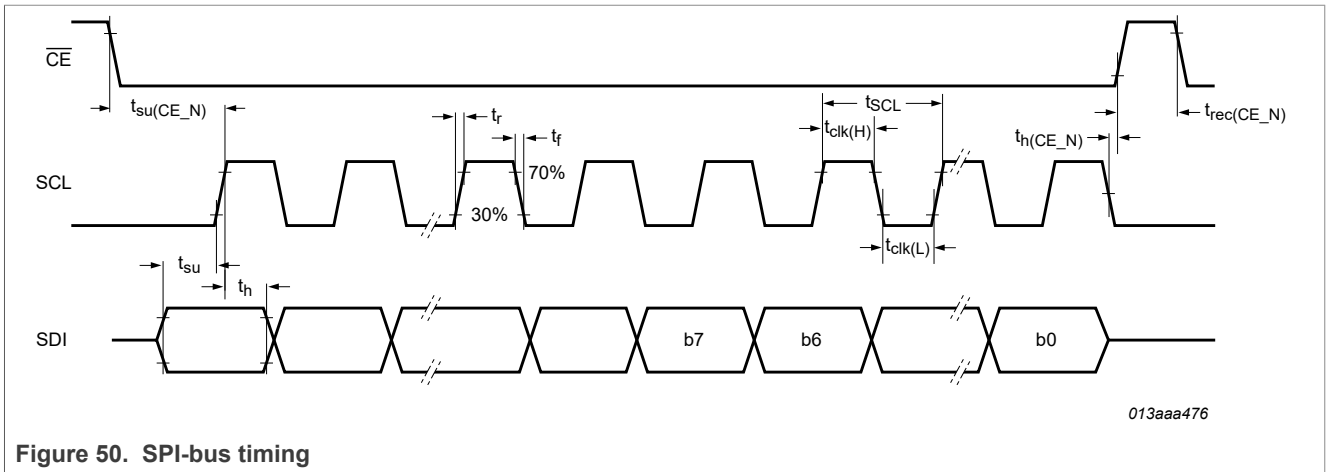 CE
tsu(CE_N)
tr
tf
tSCL
tclk(H)
th(CE_N)
trec(CE_N)
SCL
70%
30%
tclk(L)
tsu
th
SDI
b7
b6
b0
013aaa476
Figure 50. SPI-bus timing